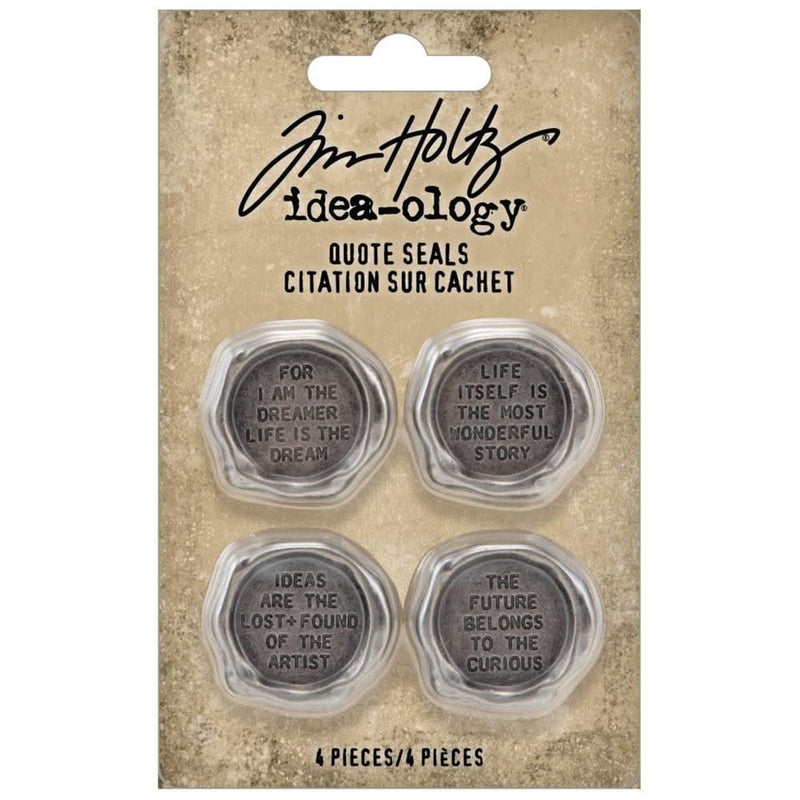 Tim Holtz®
idea-ology®
QUOTE SEALS
CITATION SUR CACHET
FOR
I AM THE
DREAMER
LIFE IS THE
DREAM
LIFE
ITSELF IS
THE MOST
WONDERFUL
STORY
IDEAS
ARE THE
LOST+FOUND
OF THE
ARTIST
THE
FUTURE
BELONGS
TO THE
CURIOUS
4 PIECES/4 PIÈCES